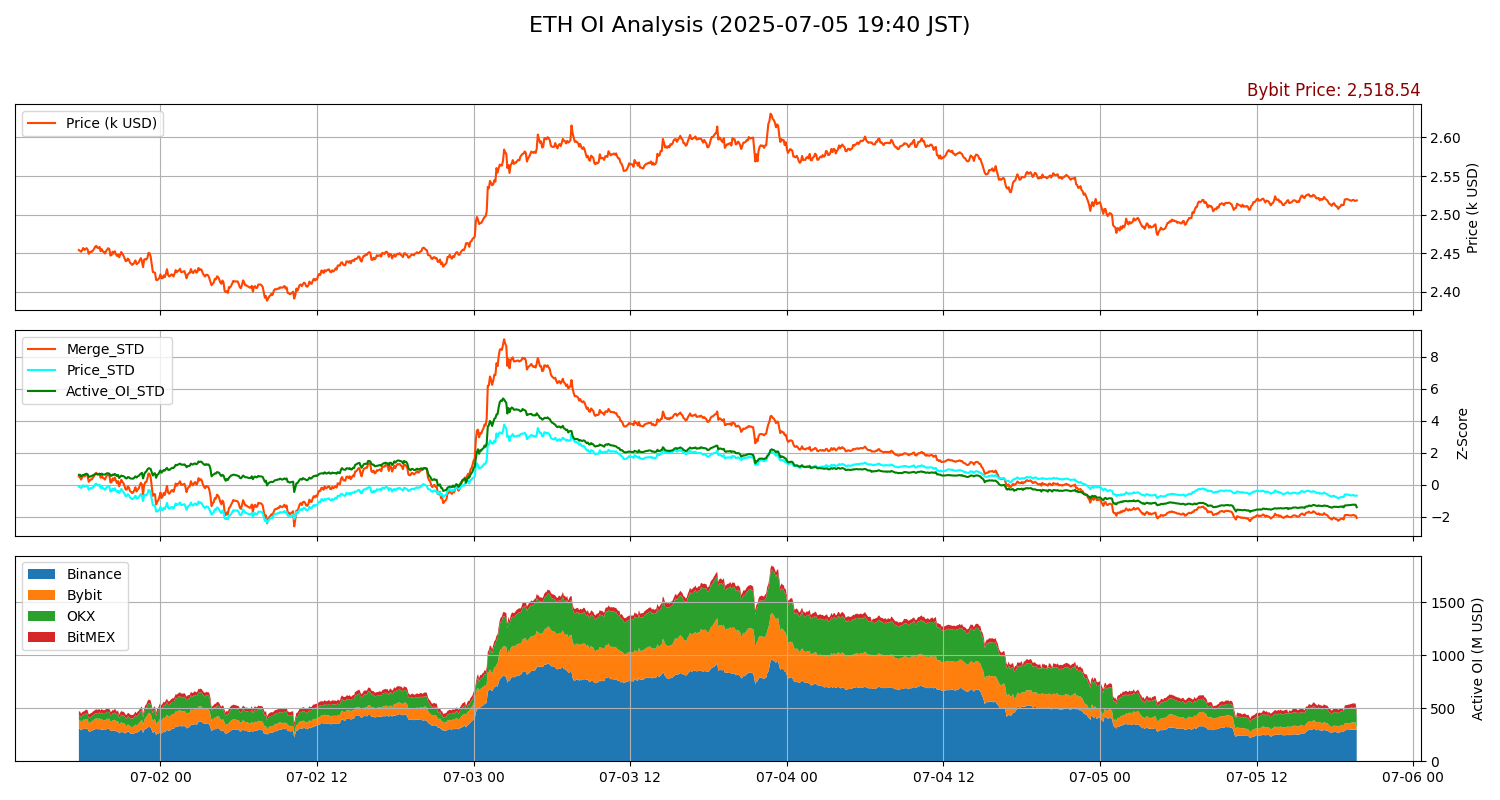 ETH OI Analysis (2025-07-05 19:40 JST)
Bybit Price: 2,518.54
Price (k USD)
2.60
2.55
2.50
2.45
2.40
Price (k USD)
Merge_STD
Price_STD
Active_OI_STD
8
6
4
2
0
−2
Z-Score
Binance
Bybit
OKX
BitMEX
1500
1000
500
0
Active OI (M USD)
07-02 00
07-02 12
07-03 00
07-03 12
07-04 00
07-04 12
07-05 00
07-05 12
07-06 00